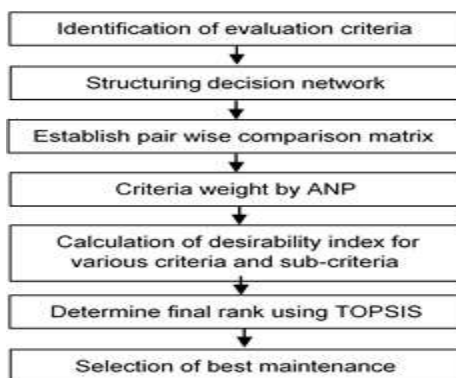 Identification of evaluation criteria
Structuring decision network
Establish pair wise comparison matrix
Criteria weight by ANP
Calculation of desirability index for
various criteria and sub-criteria
Determine final rank using TOPSIS
Selection of best maintenance